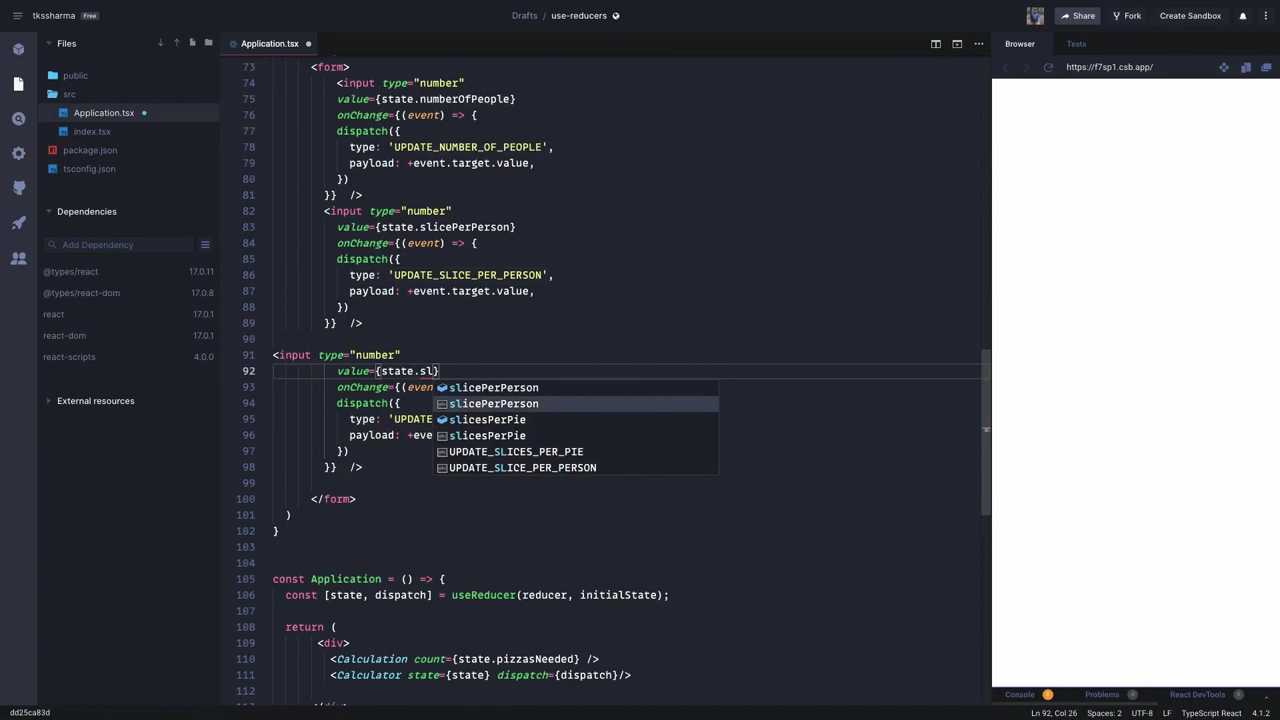 tkssharma Free
Drafts / use-reducers
Share Fork Create Sandbox
Files
public
src
Application.tsx
index.tsx
package.json
tsconfig.json
Dependencies
Add Dependency
@types/react 17.0.11
@types/react-dom 17.0.8
react 17.0.1
react-dom 17.0.1
react-scripts 4.0.0
External resources
Application.tsx
73 <form>
74 <input type="number"
75 value={state.numberOfPeople}
76 onChange={(event) => {
77 dispatch({
78 type: 'UPDATE_NUMBER_OF_PEOPLE',
79 payload: +event.target.value,
80 })
81 }} />
82 <input type="number"
83 value={state.slicePerPerson}
84 onChange={(event) => {
85 dispatch({
86 type: 'UPDATE_SLICE_PER_PERSON',
87 payload: +event.target.value,
88 })
89 }} />
90
91 <input type="number"
92 value={state.sl}
93 onChange={(even
94 dispatch({
95 type: 'UPDATE
96 payload: +eve
97 })
98 }} />
99
100 </form>
101 )
102 }
103
104
105 const Application = () => {
106 const [state, dispatch] = useReducer(reducer, initialState);
107
108 return (
109 <div>
110 <Calculation count={state.pizzasNeeded} />
111 <Calculator state={state} dispatch={dispatch}/>
112
slicePerPerson
slicePerPerson
slicesPerPie
slicesPerPie
UPDATE_SLICES_PER_PIE
UPDATE_SLICE_PER_PERSON
Browser Tests
https://f7sp1.csb.app/
Console 1 Problems 0 React DevTools 0
dd25ca83d
Ln 92, Col 26 Spaces: 2 UTF-8 LF TypeScript React 4.1.2